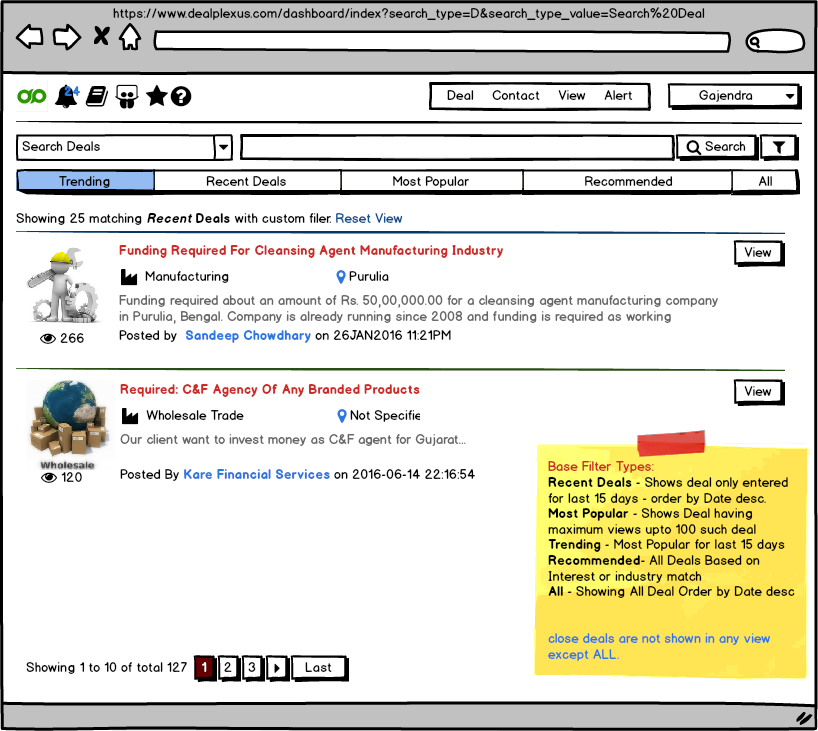 https://www.dealplexus.com/dashboard/index?search_type=D&search_type_value=Search%20Deal
24
Deal Contact View Alert
Gajendra
Search Deals
Search
Trending Recent Deals Most Popular Recommended All
Showing 25 matching Recent Deals with custom filer. Reset View
Funding Required For Cleansing Agent Manufacturing Industry
View
Manufacturing Purulia
Funding required about an amount of Rs. 50,00,000.00 for a cleansing agent manufacturing company
in Purulia, Bengal. Company is already running since 2008 and funding is required as working
266
Posted by Sandeep Chowdhary on 26JAN2016 11:21PM
Required: C&F Agency Of Any Branded Products
View
Wholesale Trade Not Specifie
Our client want to invest money as C&F agent for Gujarat...
Wholesale
120
Posted By Kare Financial Services on 2016-06-14 22:16:54
Base Filter Types:
Recent Deals - Shows deal only entered
for last 15 days - order by Date desc.
Most Popular - Shows Deal having
maximum views upto 100 such deal
Trending - Most Popular for last 15 days
Recommended- All Deals Based on
Interest or industry match
All - Showing All Deal Order by Date desc
close deals are not shown in any view
except ALL.
Showing 1 to 10 of total 127 1 2 3 Last